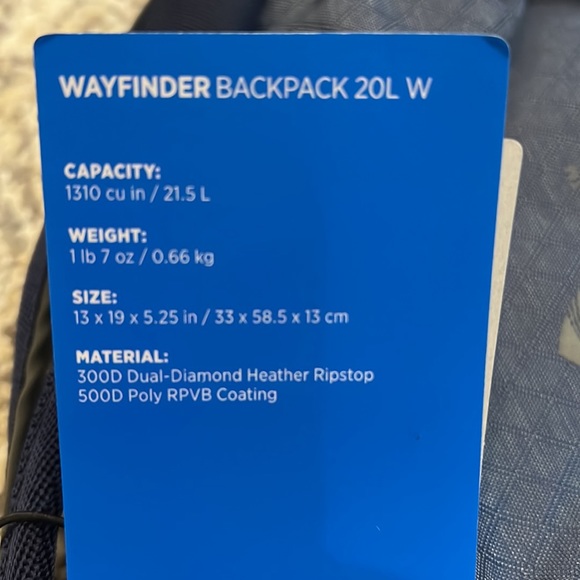 WAYFINDER BACKPACK 20L W
CAPACITY:
1310 cu in / 21.5 L
WEIGHT:
1 lb 7 oz / 0.66 kg
SIZE:
13 x 19 x 5.25 in / 33 x 58.5 x 13 cm
MATERIAL:
300D Dual-Diamond Heather Ripstop
500D Poly RPVB Coating